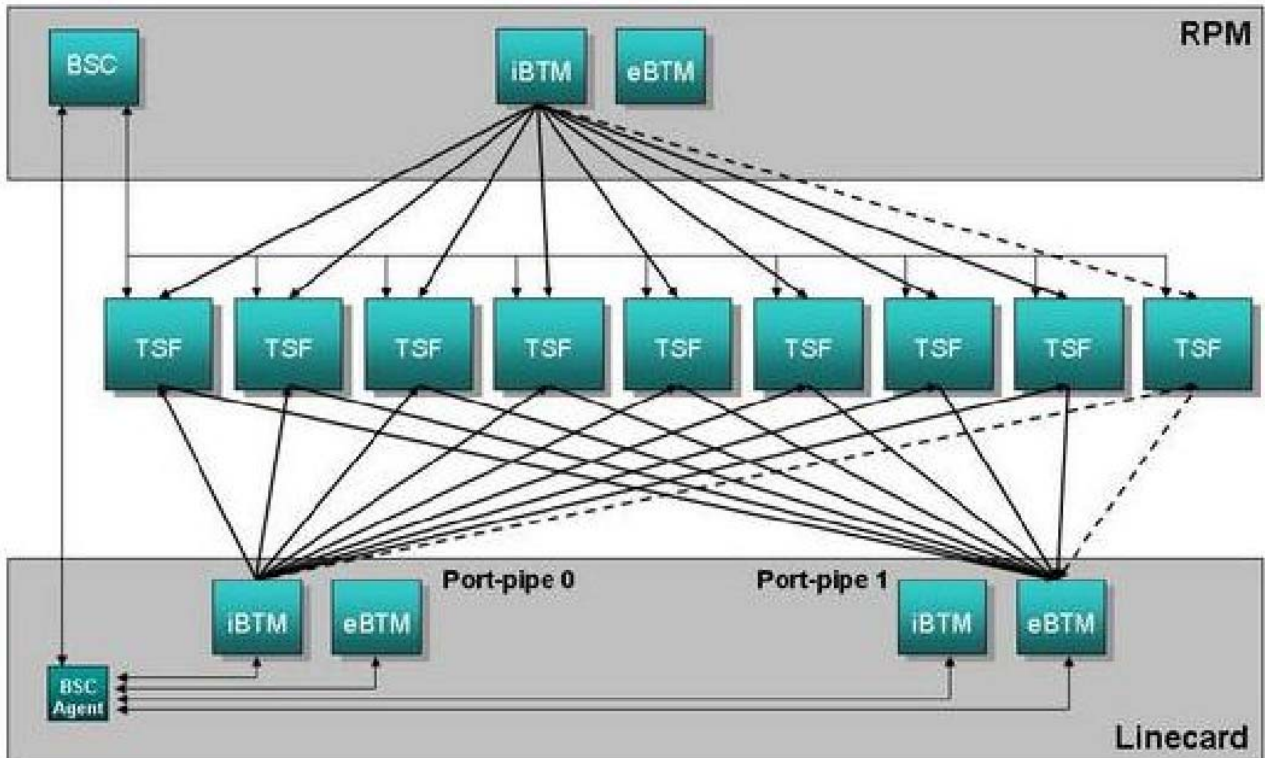 RPM
BSC
iBTM
eBTM
TSF
TSF
TSF
TSF
TSF
TSF
TSF
TSF
TSF
Port-pipe 0
Port-pipe 1
iBTM
eBTM
iBTM
eBTM
BSC
Agent
Linecard